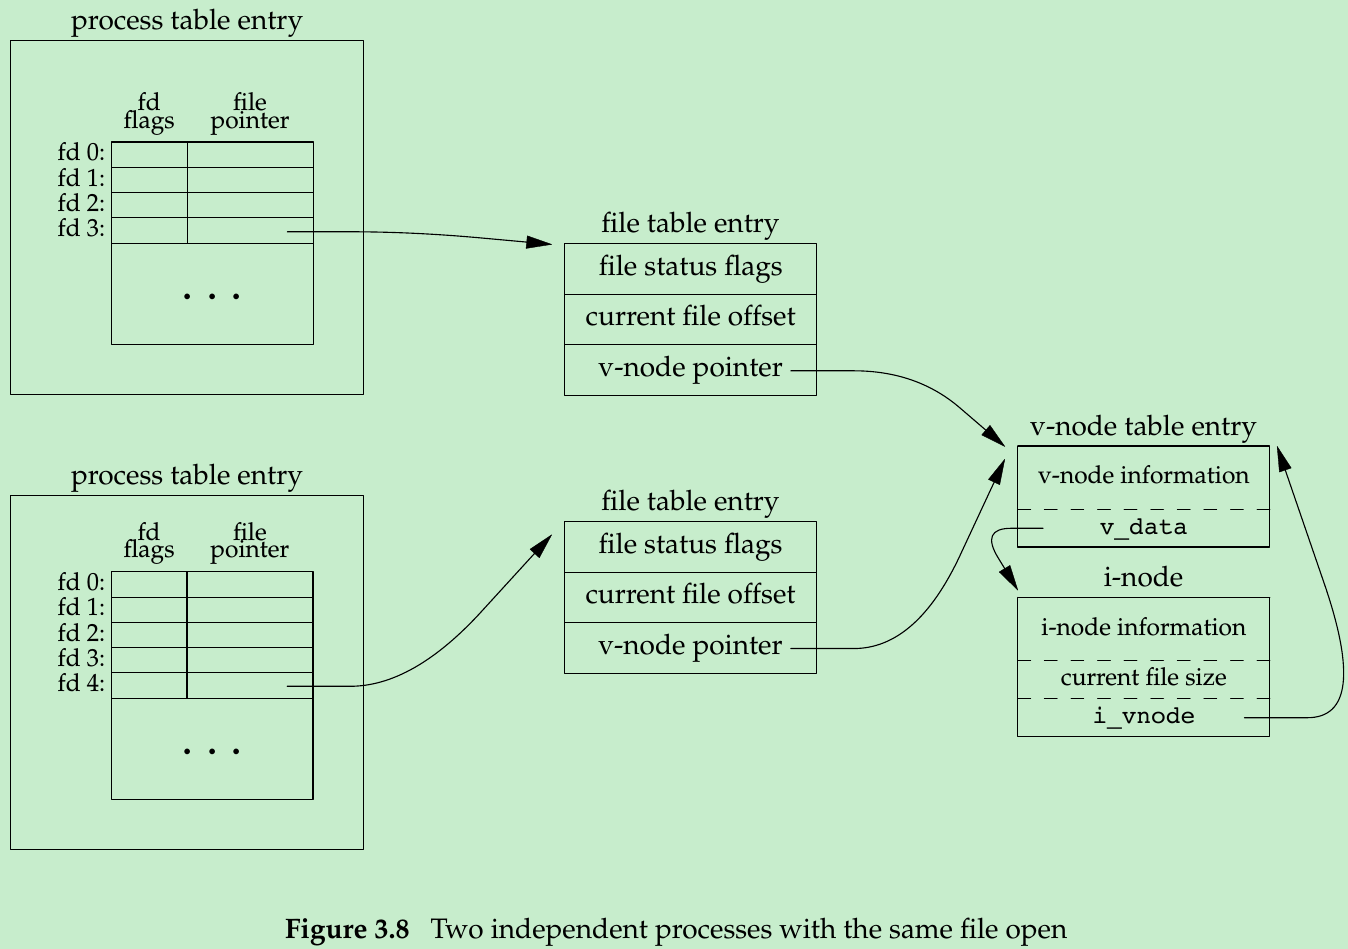 process table entry
fd
flags
file
pointer
fd 0:
fd 1:
fd 2:
fd 3:
. . .
file table entry
file status flags
current file offset
v-node pointer
process table entry
fd
flags
file
pointer
fd 0:
fd 1:
fd 2:
fd 3:
fd 4:
. . .
file table entry
file status flags
current file offset
v-node pointer
v-node table entry
v-node information
v_data
i-node
i-node information
current file size
i_vnode
Figure 3.8 Two independent processes with the same file open